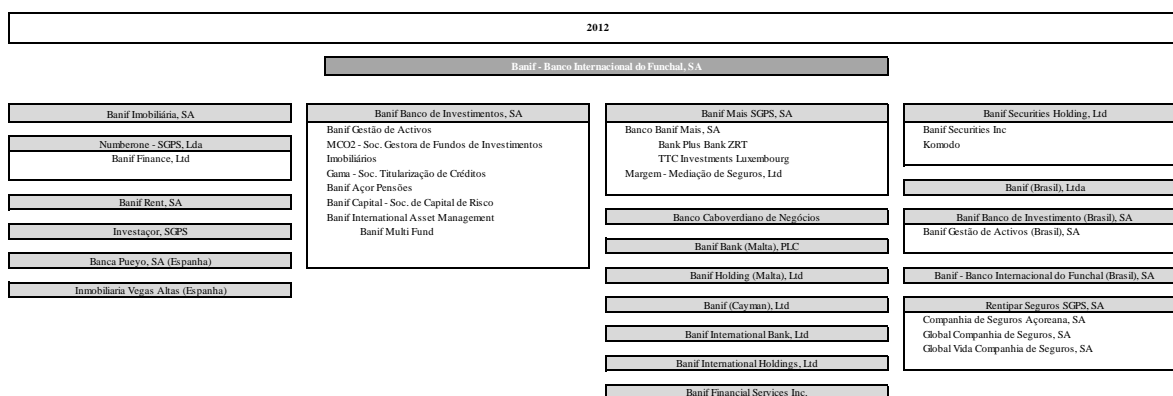 2012
Banif - Banco Internacional do Funchal, SA
Banif Imobiliária, SA
Numberone - SGPS, Lda
Banif Finance, Ltd
Banif Rent, SA
Investaçor, SGPS
Banca Pueyo, SA (Espanha)
Inmobiliaria Vegas Altas (Espanha)
Banif Banco de Investimentos, SA
Banif Gestão de Activos
MCO2 - Soc. Gestora de Fundos de Investimentos
Imobiliários
Gama - Soc. Titularização de Créditos
Banif Açor Pensões
Banif Capital - Soc. de Capital de Risco
Banif International Asset Management
Banif Multi Fund
Banif Mais SGPS, SA
Banco Banif Mais, SA
Bank Plus Bank ZRT
TTC Investments Luxembourg
Margem - Mediação de Seguros, Ltd
Banco Caboverdiano de Negócios
Banif Bank (Malta), PLC
Banif Holding (Malta), Ltd
Banif (Cayman), Ltd
Banif International Bank, Ltd
Banif International Holdings, Ltd
Banif Financial Services Inc.
Banif Securities Holding, Ltd
Banif Securities Inc
Komodo
Banif (Brasil), Ltda
Banif Banco de Investimento (Brasil), SA
Banif Gestão de Activos (Brasil), SA
Banif - Banco Internacional do Funchal (Brasil), SA
Rentipar Seguros SGPS, SA
Companhia de Seguros Açoreana, SA
Global Companhia de Seguros, SA
Global Vida Companhia de Seguros, SA